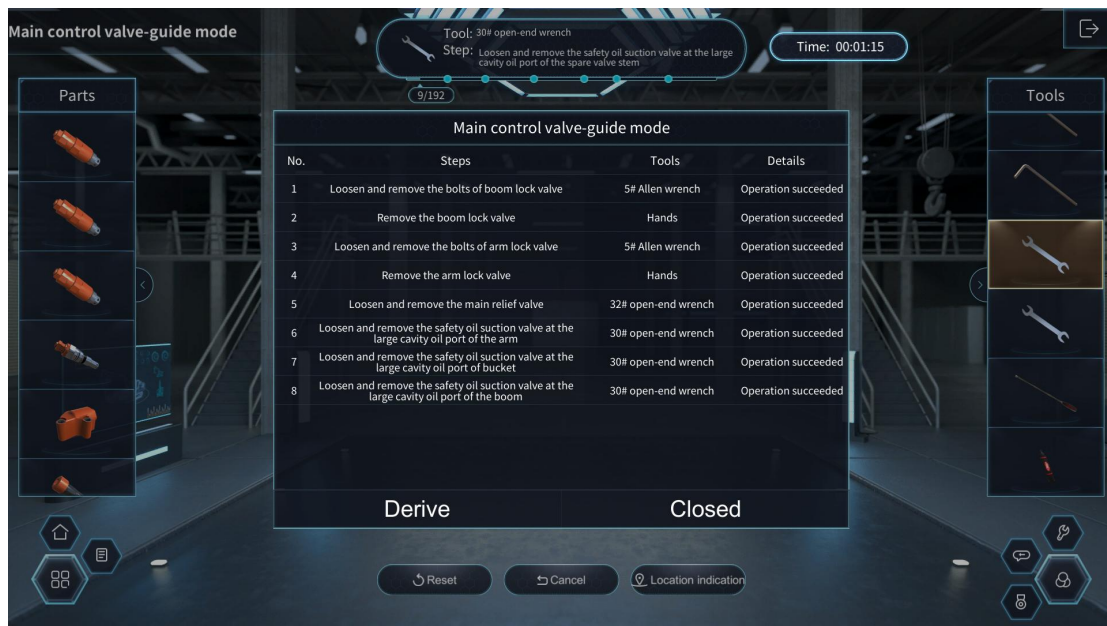 Main control valve-guide mode
Tool: 30# open-end wrench
Step: Loosen and remove the safety oil suction valve at the large
cavity oil port of the spare valve stem
Time: 00:01:15
9/192
Parts
Tools
Main control valve-guide mode
No. Steps Tools Details
1 Loosen and remove the bolts of boom lock valve 5# Allen wrench Operation succeeded
2 Remove the boom lock valve Hands Operation succeeded
3 Loosen and remove the bolts of arm lock valve 5# Allen wrench Operation succeeded
4 Remove the arm lock valve Hands Operation succeeded
5 Loosen and remove the main relief valve 32# open-end wrench Operation succeeded
6 Loosen and remove the safety oil suction valve at the
large cavity oil port of the arm 30# open-end wrench Operation succeeded
7 Loosen and remove the safety oil suction valve at the
large cavity oil port of bucket 30# open-end wrench Operation succeeded
8 Loosen and remove the safety oil suction valve at the
large cavity oil port of the boom 30# open-end wrench Operation succeeded
Derive Closed
Reset Cancel Location indication